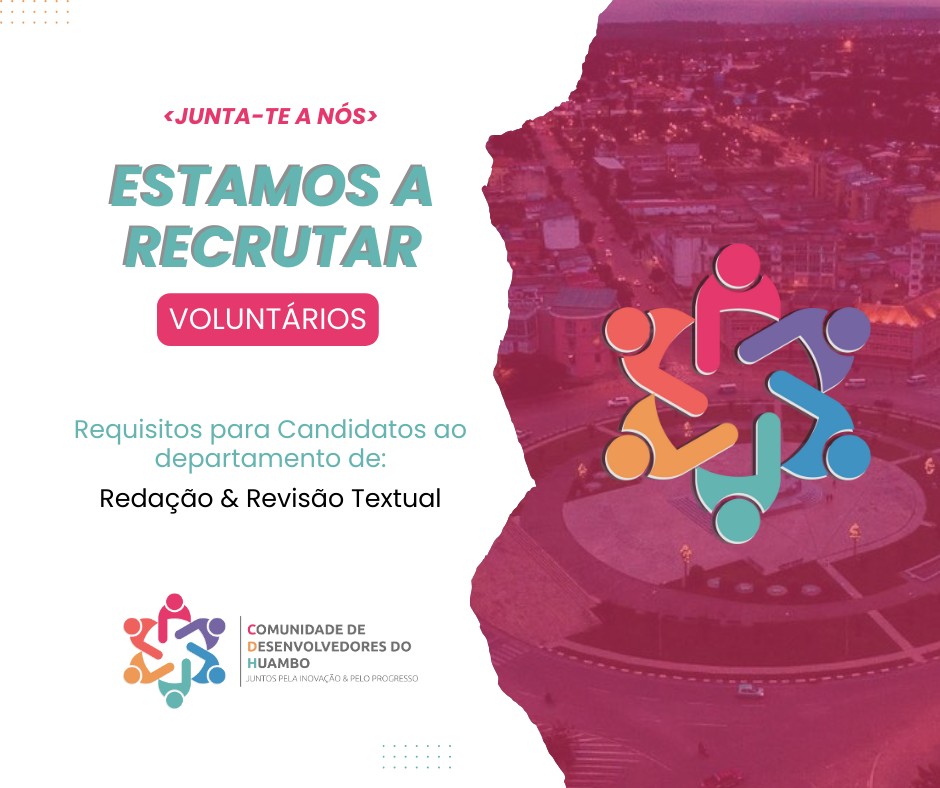 <JUNTA-TE A NÓS>
ESTAMOS A
RECRUTAR
VOLUNTÁRIOS
Requisitos para Candidatos ao
departamento de:
Redação & Revisão Textual
COMUNIDADE DE
DESENVOLVEDORES DO
HUAMBO
JUNTOS PELA INOVAÇÃO & PELO PROGRESSO